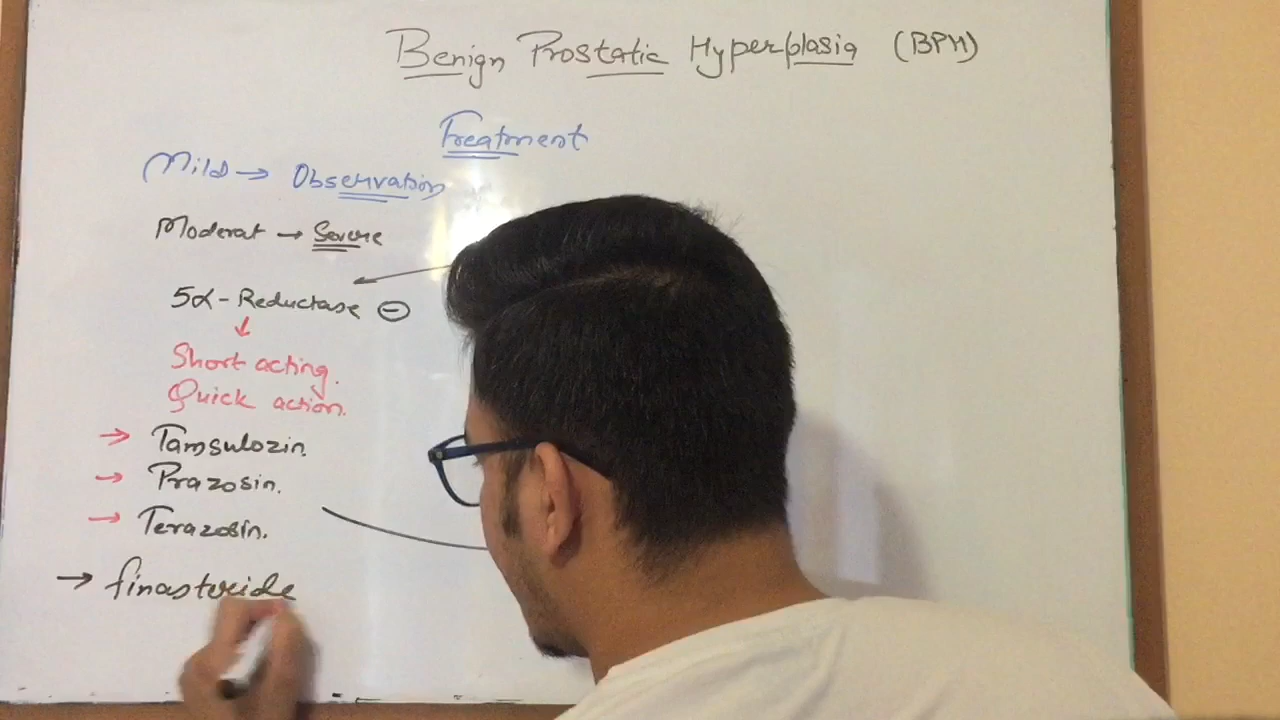 Benign Prostatic Hyperplasia (BPH)
Treatment
Mild → Observation
Moderat → Severe
5α-Reductase ⊖
↓
Short acting.
Quick action.
→ Tamsulozin.
→ Prazosin.
→ Terazosin.
→ finasteride